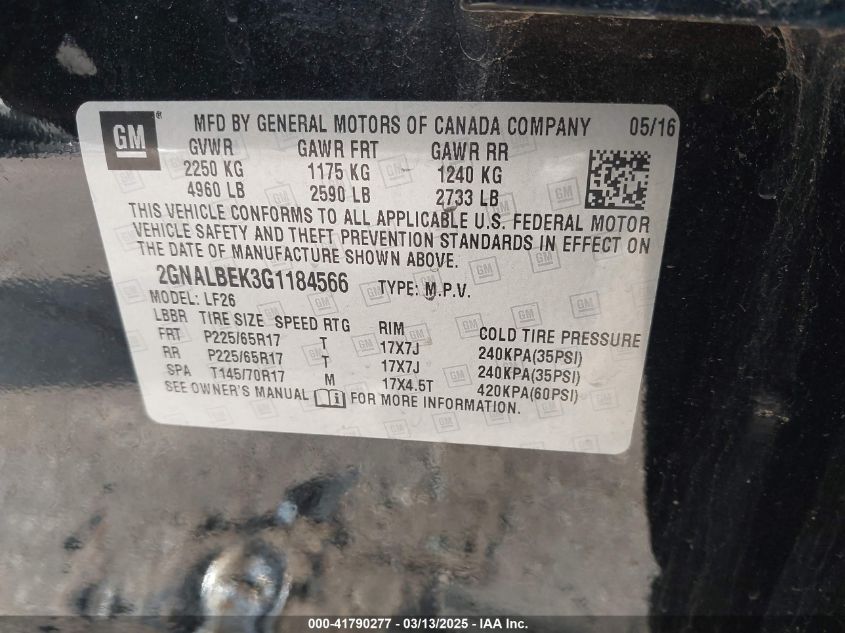 GM ® MFD BY GENERAL MOTORS OF CANADA COMPANY 05/16
GVWR GAWR FRT GAWR RR
2250 KG 1175 KG 1240 KG
4960 LB 2590 LB 2733 LB
THIS VEHICLE CONFORMS TO ALL APPLICABLE U.S. FEDERAL MOTOR
VEHICLE SAFETY AND THEFT PREVENTION STANDARDS IN EFFECT ON
THE DATE OF MANUFACTURE SHOWN ABOVE.
2GNALBEK3G1184566 TYPE: M.P.V.
MODEL: LF26
LBBR TIRE SIZE SPEED RTG RIM COLD TIRE PRESSURE
FRT P225/65R17 T 17X7J 240KPA(35PSI)
RR P225/65R17 T 17X7J 240KPA(35PSI)
SPA T145/70R17 M 17X4.5T 420KPA(60PSI)
SEE OWNER'S MANUAL i FOR MORE INFORMATION.
000-41790277 — 03/13/2025 — IAA Inc.